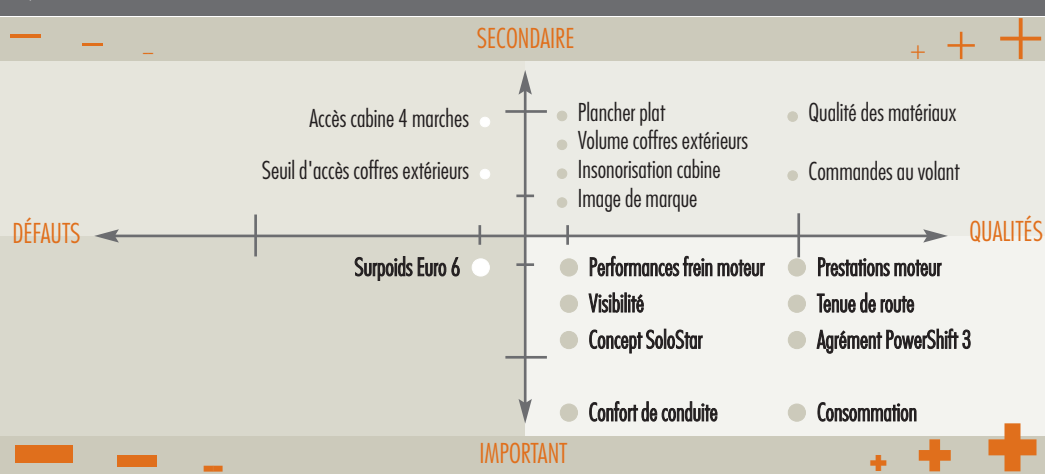 SECONDAIRE
Accès cabine 4 marches
Seuil d'accès coffres extérieurs
Plancher plat
Volume coffres extérieurs
Insonorisation cabine
Image de marque
Qualité des matériaux
Commandes au volant
DÉFAUTS
QUALITÉS
Surpoids Euro 6
Performances frein moteur
Visibilité
Concept SoloStar
Confort de conduite
Prestations moteur
Tenue de route
Agrément PowerShift 3
Consommation
IMPORTANT